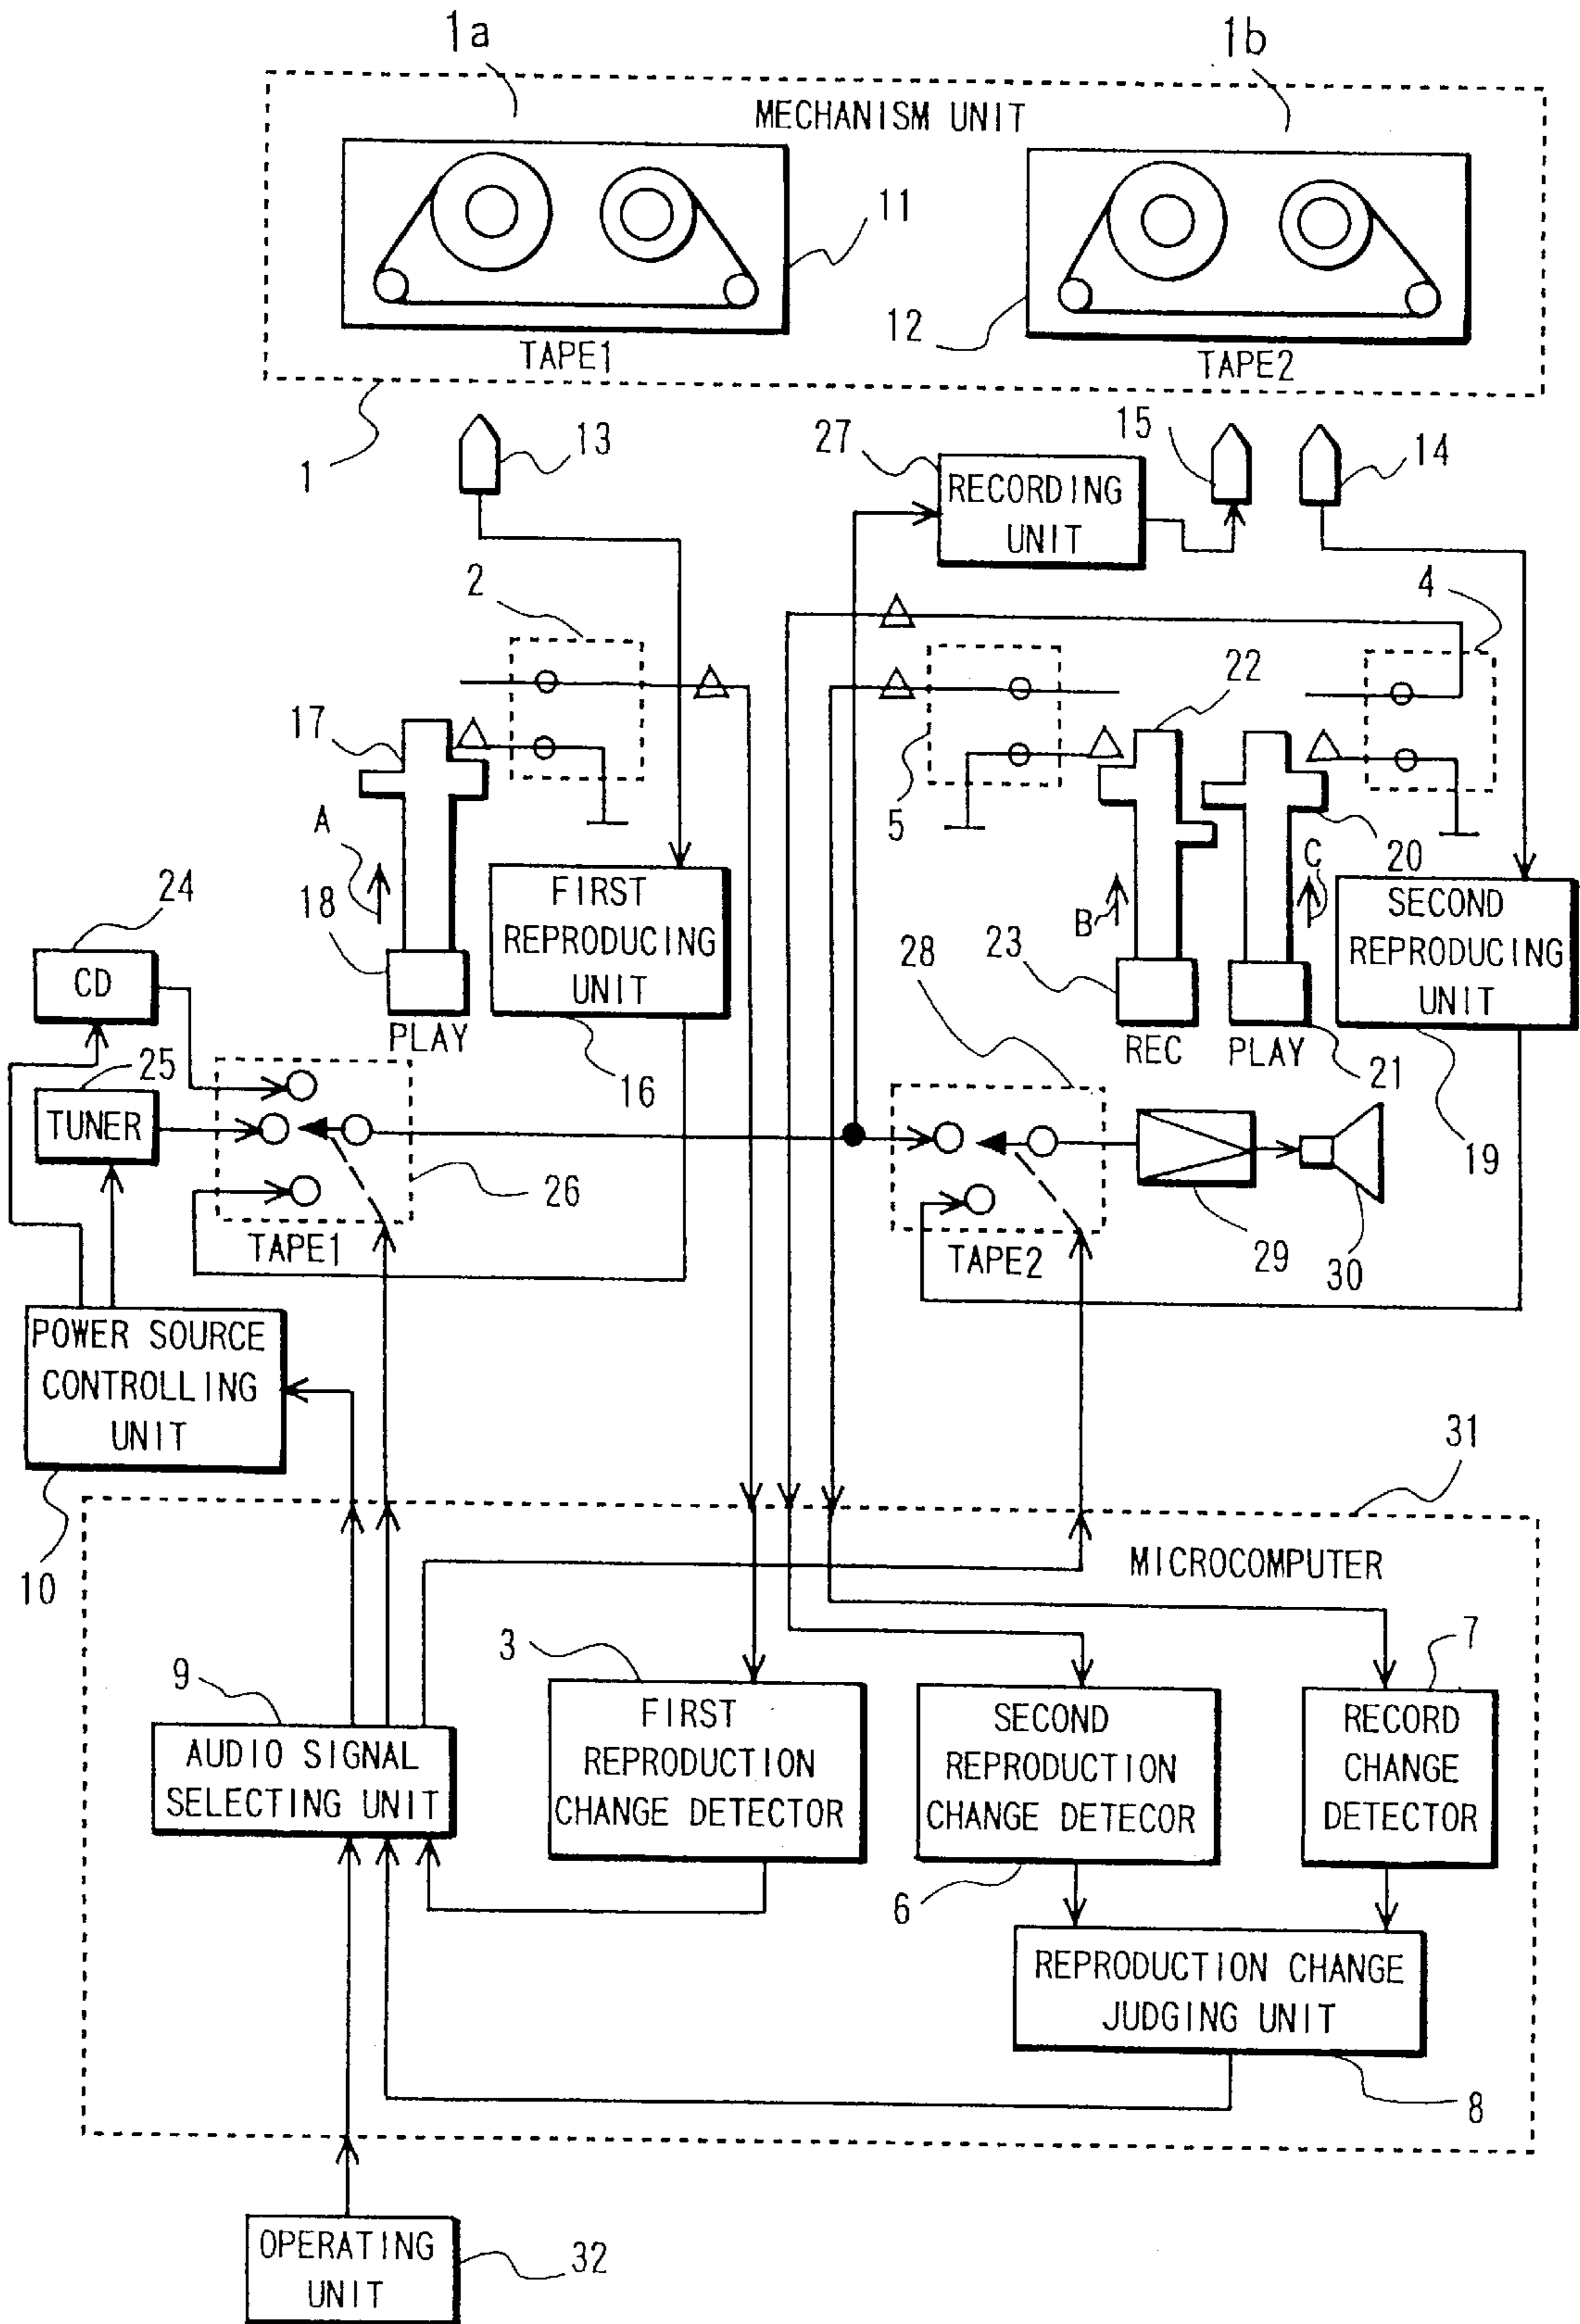 1a
1b
MECHANISM UNIT
11
12
TAPE1
TAPE2
1
13
27
RECORDING
UNIT
15
14
2
4
17
22
5
A
18
FIRST
REPRODUCING
UNIT
B
C
20
SECOND
REPRODUCING
UNIT
24
CD
23
28
PLAY
REC
PLAY
25
TUNER
16
21
19
26
TAPE1
TAPE2
29
30
POWER SOURCE
CONTROLLING
UNIT
10
31
MICROCOMPUTER
9
AUDIO SIGNAL
SELECTING UNIT
3
FIRST
REPRODUCTION
CHANGE DETECTOR
SECOND
REPRODUCTION
CHANGE DETECOR
7
RECORD
CHANGE
DETECTOR
6
REPRODUCTION CHANGE
JUDGING UNIT
8
OPERATING
UNIT
32